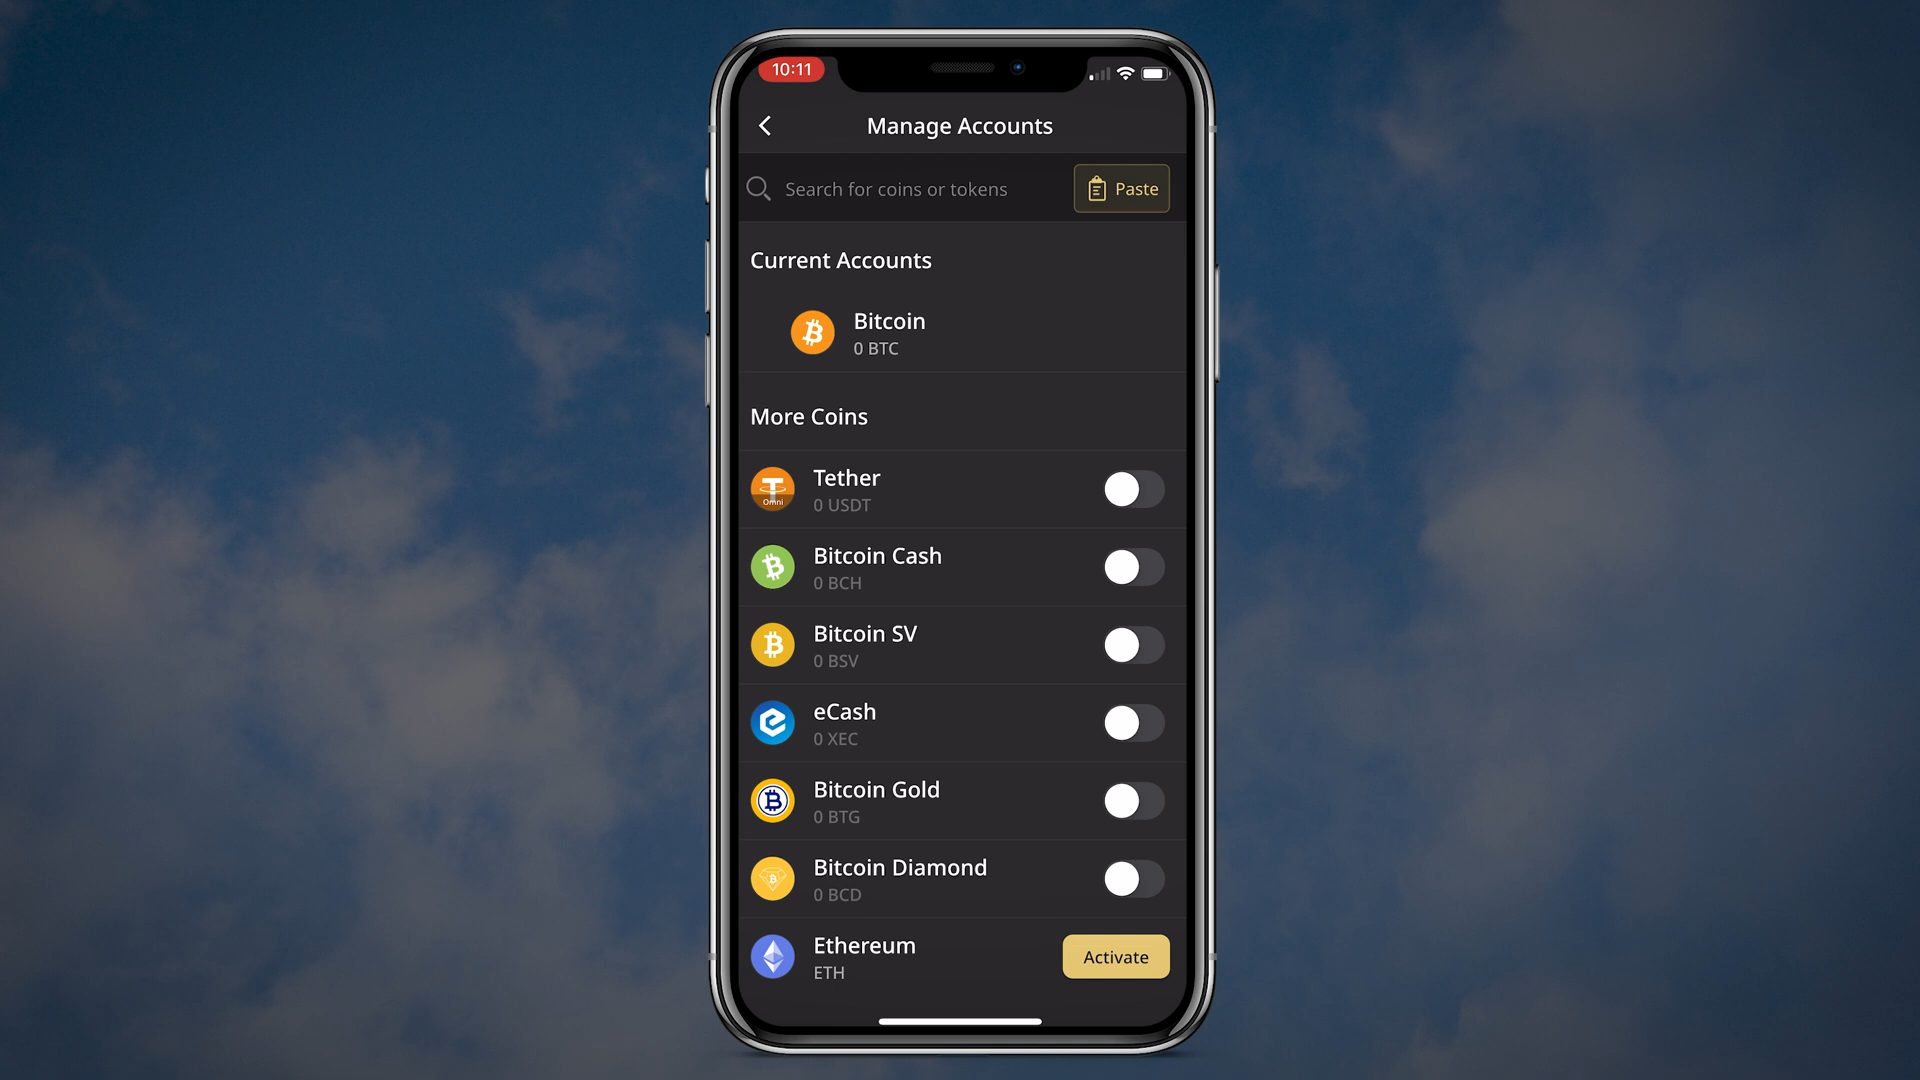 10:11
Manage Accounts
Search for coins or tokens
Paste
Current Accounts
Bitcoin
0 BTC
More Coins
Omni
Tether
0 USDT
Bitcoin Cash
0 BCH
Bitcoin SV
0 BSV
eCash
0 XEC
Bitcoin Gold
0 BTG
Bitcoin Diamond
0 BCD
Ethereum
ETH
Activate